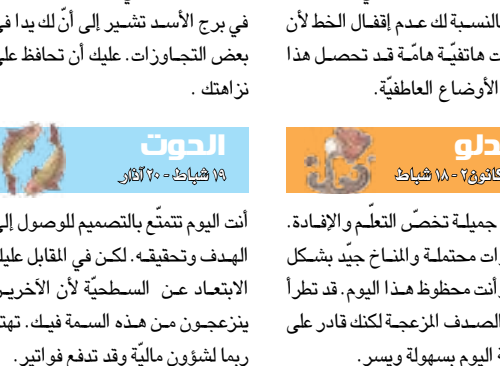 بالنسبة لك عدم إقفال الخط لأن
هاتفيّة هامّة قد تحصل هذا
الأوضاع العاطفيّة.
دلو
كانون٢ - ١٨ شباط
جميلة تخصّ التعلّم والإفادة.
محتملة والمناخ جيّد بشكل
وأنت محظوظ هذا اليوم. قد تطرأ
الصدف المزعجة لكنك قادر على
اليوم بسهولة ويسر.
في برج الأسد تشير إلى أنّ لك يدا في
بعض التجاوزات. عليك أن تحافظ على
نزاهتك .
الحوت
١٩ شباط - ٢٠ آذار
أنت اليوم تتمتّع بالتصميم للوصول إلى
الهدف وتحقيقه. لكن في المقابل عليك
الابتعاد عن السطحيّة لأن الآخرين
ينزعجون من هذه السمة فيك. تهتم
ربما لشؤون ماليّة وقد تدفع فواتير.